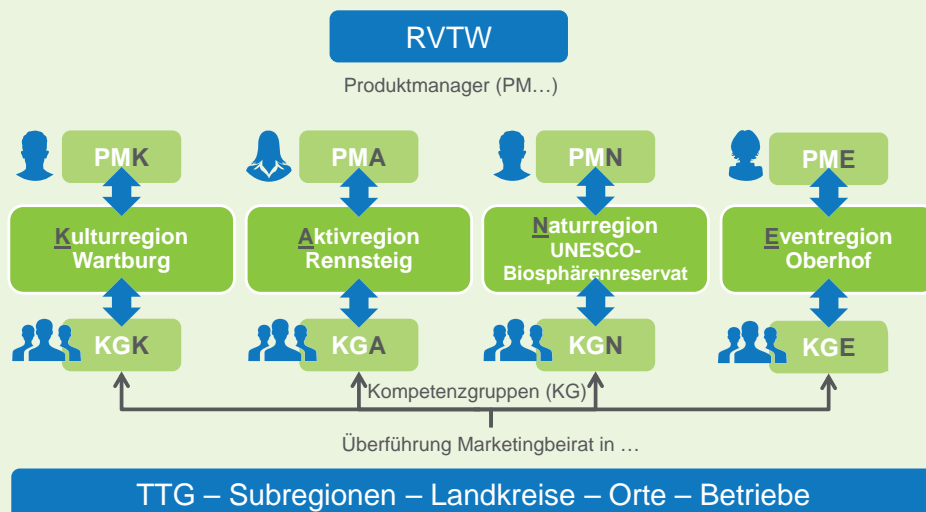 RVTW
Produktmanager (PM…)
PMK
PMA
PMN
PME
Kulturregion
Wartburg
Aktivregion
Rennsteig
Naturregion
UNESCO-
Biosphärenreservat
Eventregion
Oberhof
KGK
KGA
KGN
KGE
Kompetenzgruppen (KG)
Überführung Marketingbeirat in …
TTG – Subregionen – Landkreise – Orte – Betriebe